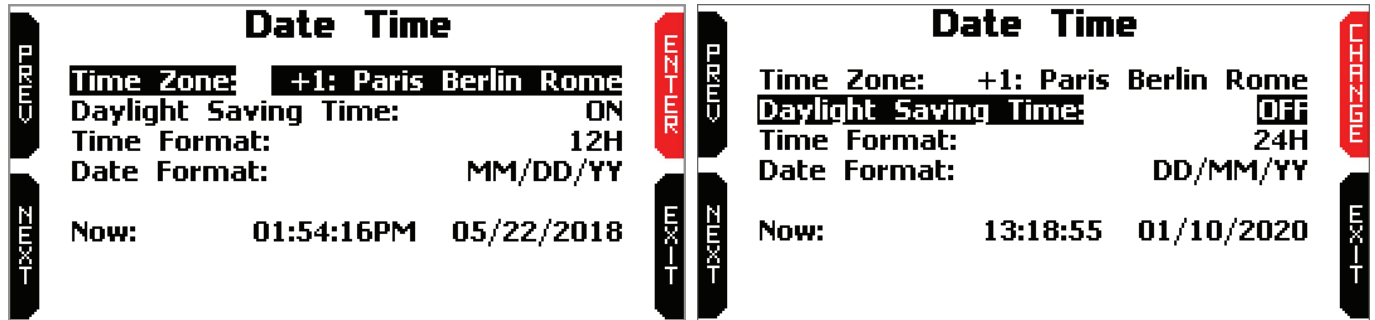 Date Time
PREV
ENTER
Time Zone: +1: Paris Berlin Rome
Daylight Saving Time: ON
Time Format: 12H
Date Format: MM/DD/YY
NEXT
EXIT
Now: 01:54:16PM 05/22/2018
Date Time
PREV
CHANGE
Time Zone: +1: Paris Berlin Rome
Daylight Saving Time: OFF
Time Format: 24H
Date Format: DD/MM/YY
NEXT
EXIT
Now: 13:18:55 01/10/2020